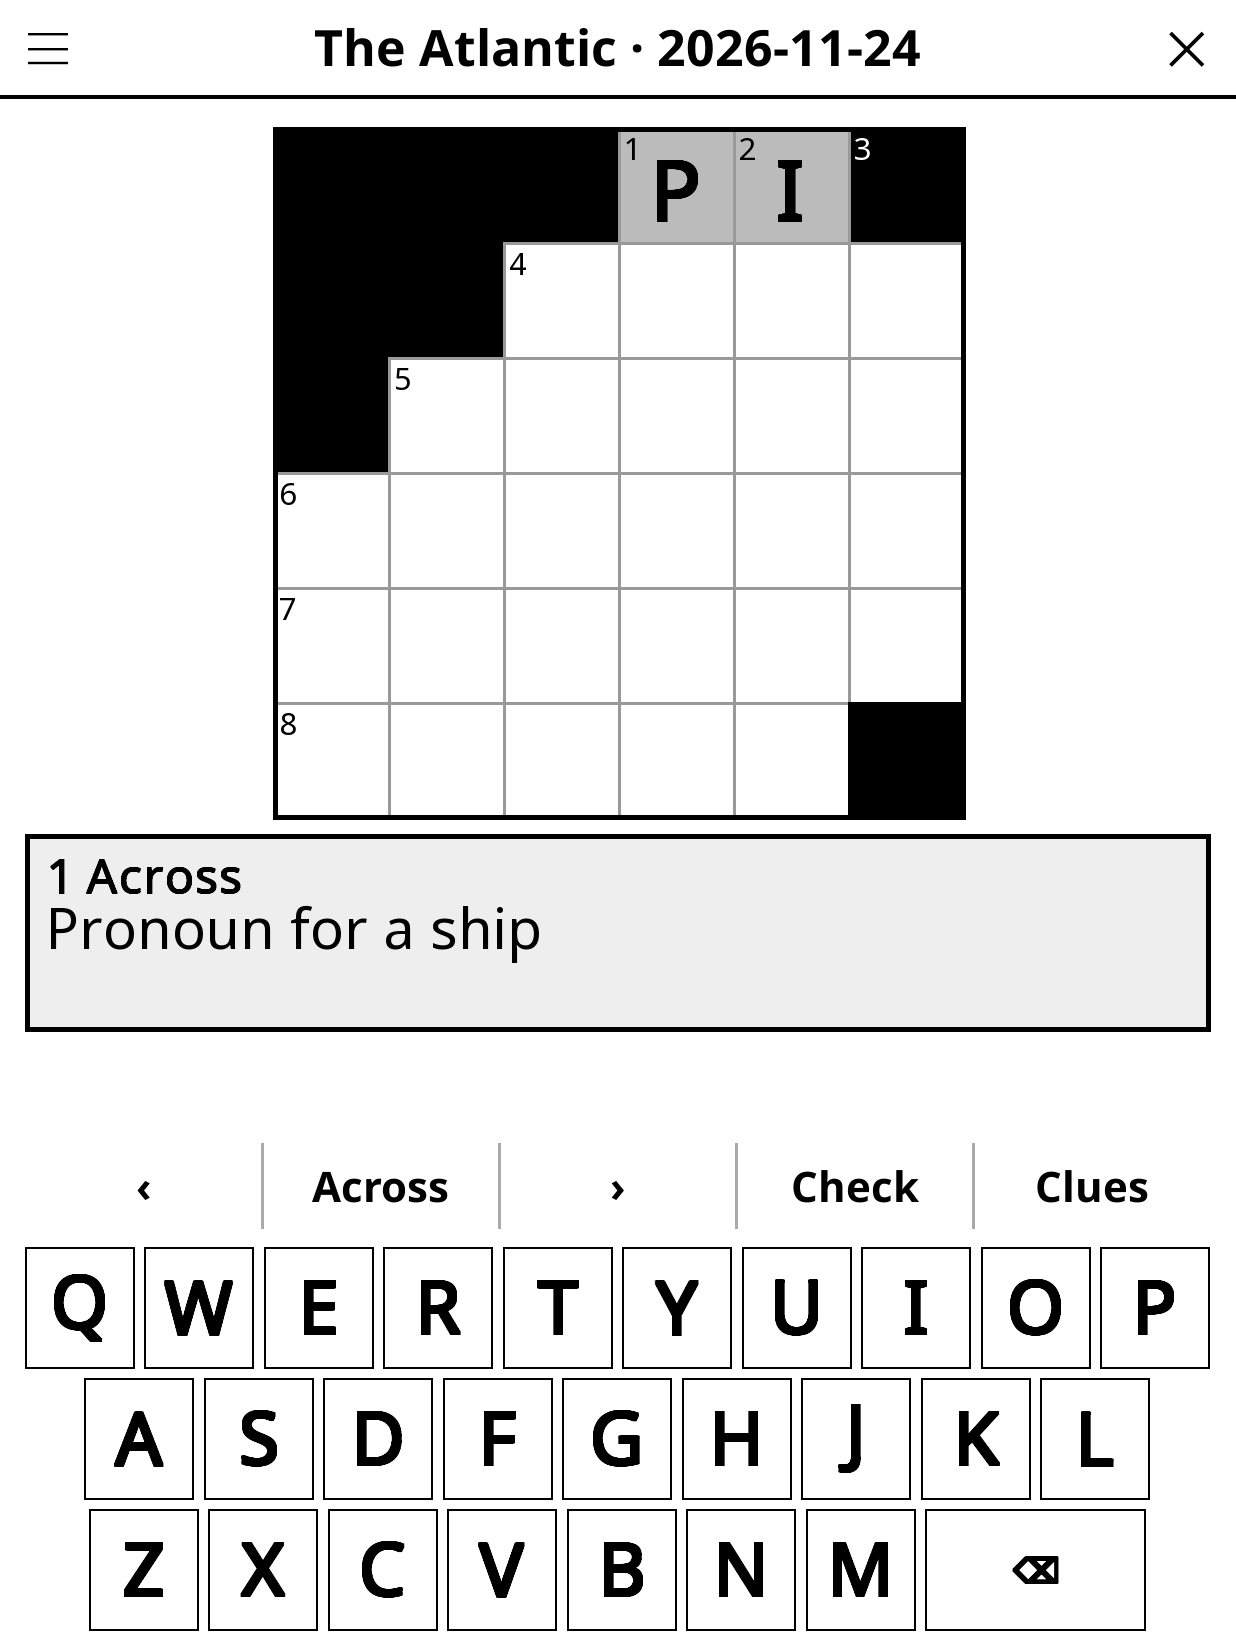 The Atlantic · 2026-11-24
1 P 2 I 3
4
5
6
7
8
1 Across
Pronoun for a ship
‹ Across › Check Clues
Q W E R T Y U I O P
A S D F G H J K L
Z X C V B N M ⌫